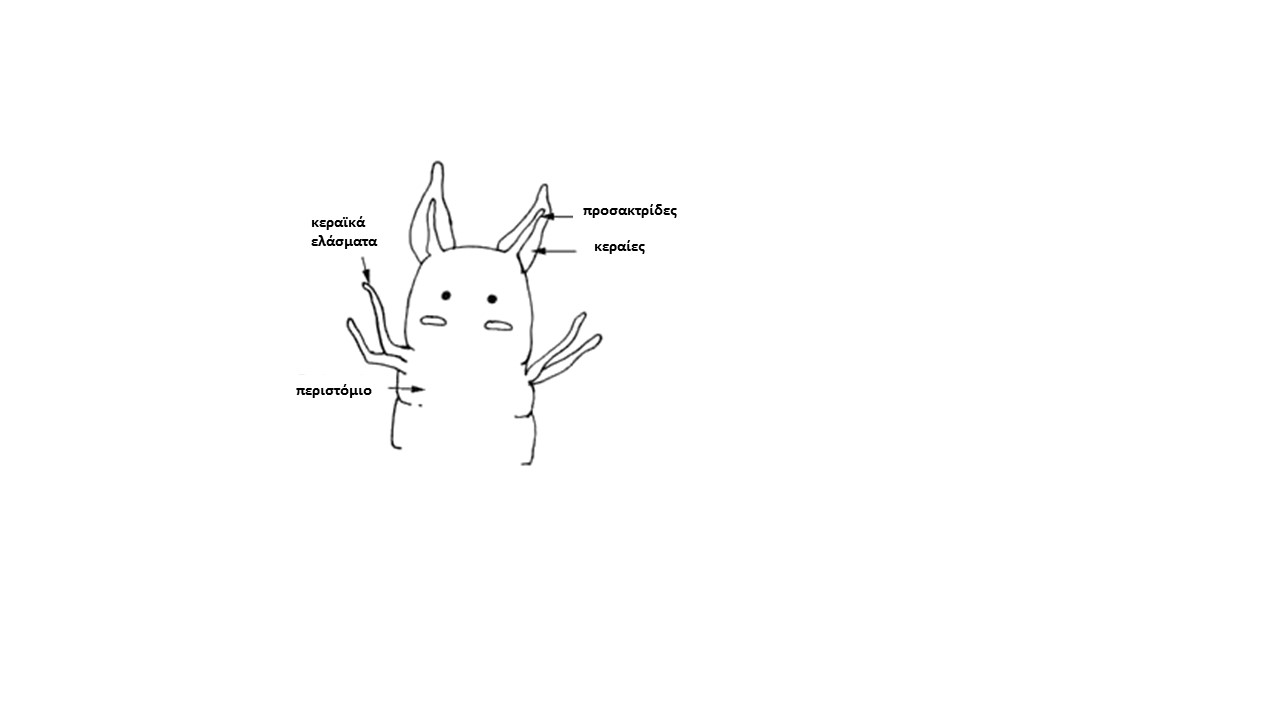 προσακτρίδες
κεραϊκά
ελάσματα
κεραίες
περιστόμιο